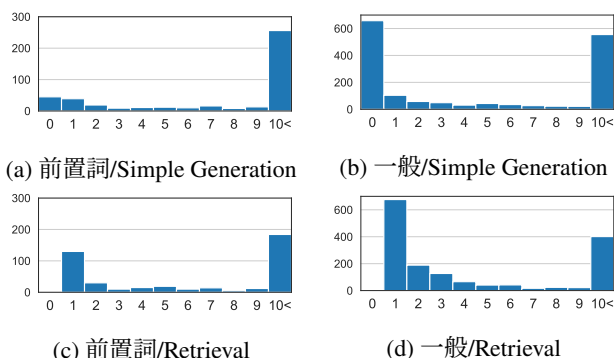 300
200
100
0
0 1 2 3 4 5 6 7 8 9 10<
(a) 前置詞/Simple Generation
600
400
200
0
0 1 2 3 4 5 6 7 8 9 10<
(b) 一般/Simple Generation
300
200
100
0
0 1 2 3 4 5 6 7 8 9 10<
(c) 前置詞/Retrieval
600
400
200
0
0 1 2 3 4 5 6 7 8 9 10<
(d) 一般/Retrieval